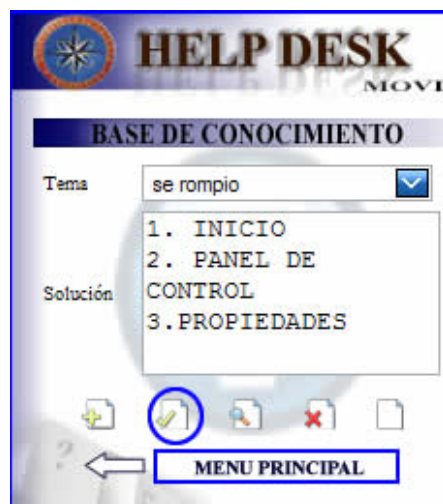 HELP DESK
MOVI
BASE DE CONOCIMIENTO
Tema
se rompio
1. INICIO
2. PANEL DE
CONTROL
3.PROPIEDADES
Solución
?
MENU PRINCIPAL